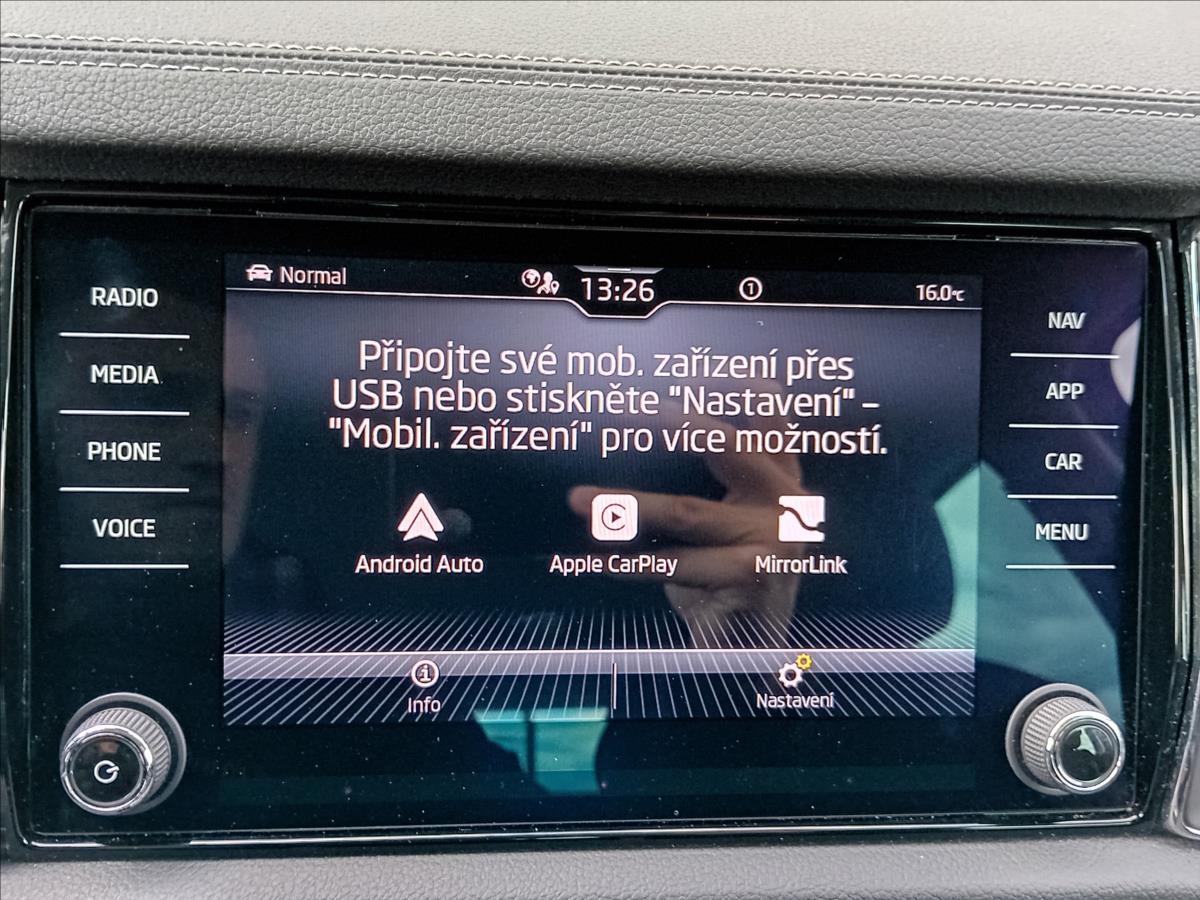 RADIO
MEDIA
PHONE
VOICE
Normal
13:26
1
16.0°C
Připojte své mob. zařízení přes
USB nebo stiskněte "Nastavení" –
"Mobil. zařízení" pro více možností.
Android Auto
Apple CarPlay
MirrorLink
Info
Nastavení
NAV
APP
CAR
MENU